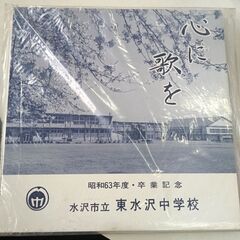 心に
歌を
昭和63年度・卒業記念
水沢市立 東水沢中学校